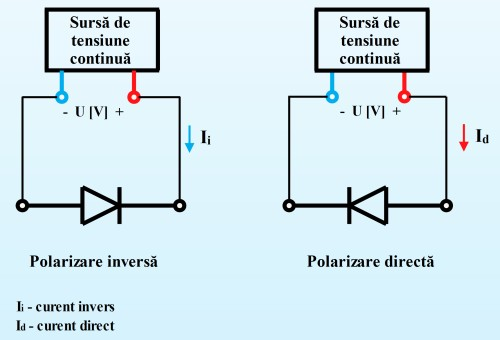 Sursă de
tensiune
continuă
- U [V] +
Ii
Polarizare inversă
Sursă de
tensiune
continuă
- U [V] +
Id
Polarizare directă
Ii - curent invers
Id - curent direct